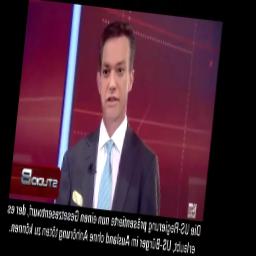 STUDIO B
Die US-Regierung präsentierte nun einen Gesetzesentwurf, der es
erlaubt, US-Bürger im Ausland ohne Anhörung töten zu können.